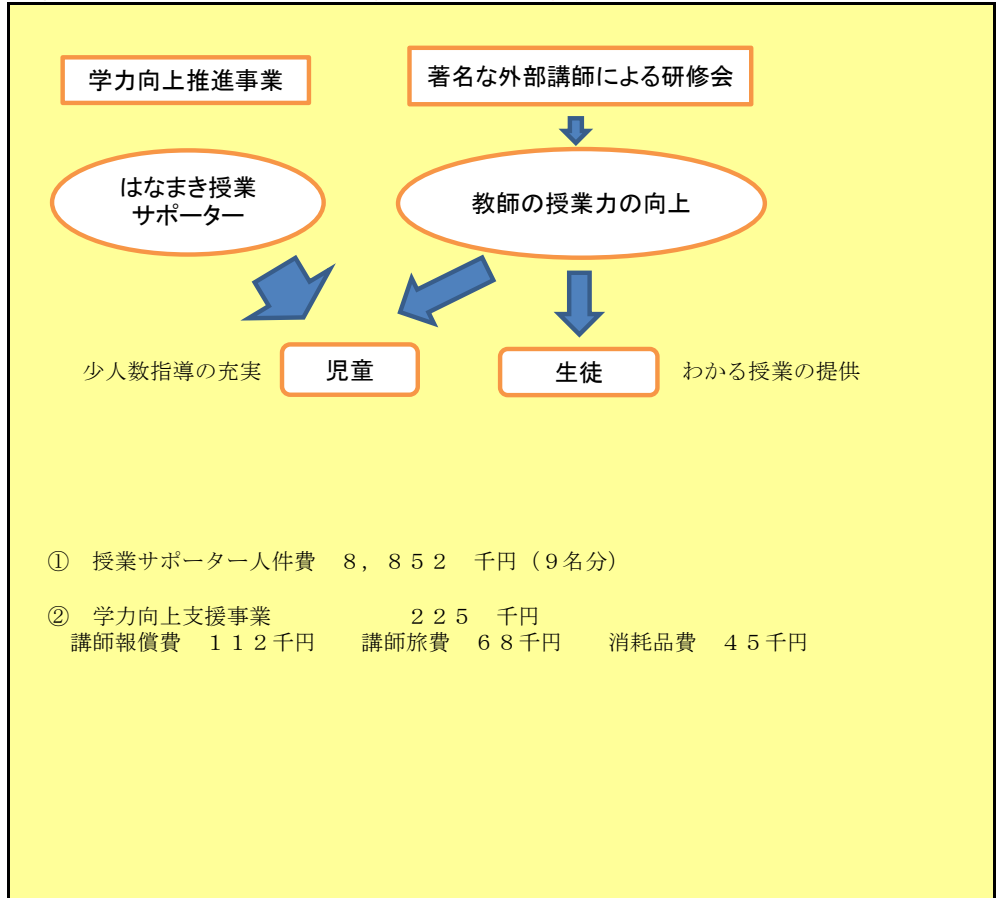 学力向上推進事業
著名な外部講師による研修会
はなまき授業
サポーター
教師の授業力の向上
少人数指導の充実
児童
生徒
わかる授業の提供
①　授業サポーター人件費　８，８５２　千円（９名分）
②　学力向上支援事業　　　　　　２２５　千円
講師報償費　１１２千円　　講師旅費　６８千円　　消耗品費　４５千円